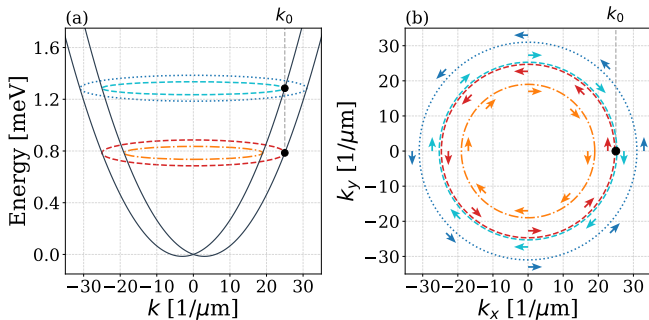 (a)
k₀
(b)
k₀
Energy [meV]
1.6
1.2
0.8
0.4
0.0
−30 −20 −10 0 10 20 30
k [1/μm]
k_y [1/μm]
30
20
10
0
−10
−20
−30
−30 −20 −10 0 10 20 30
k_x [1/μm]